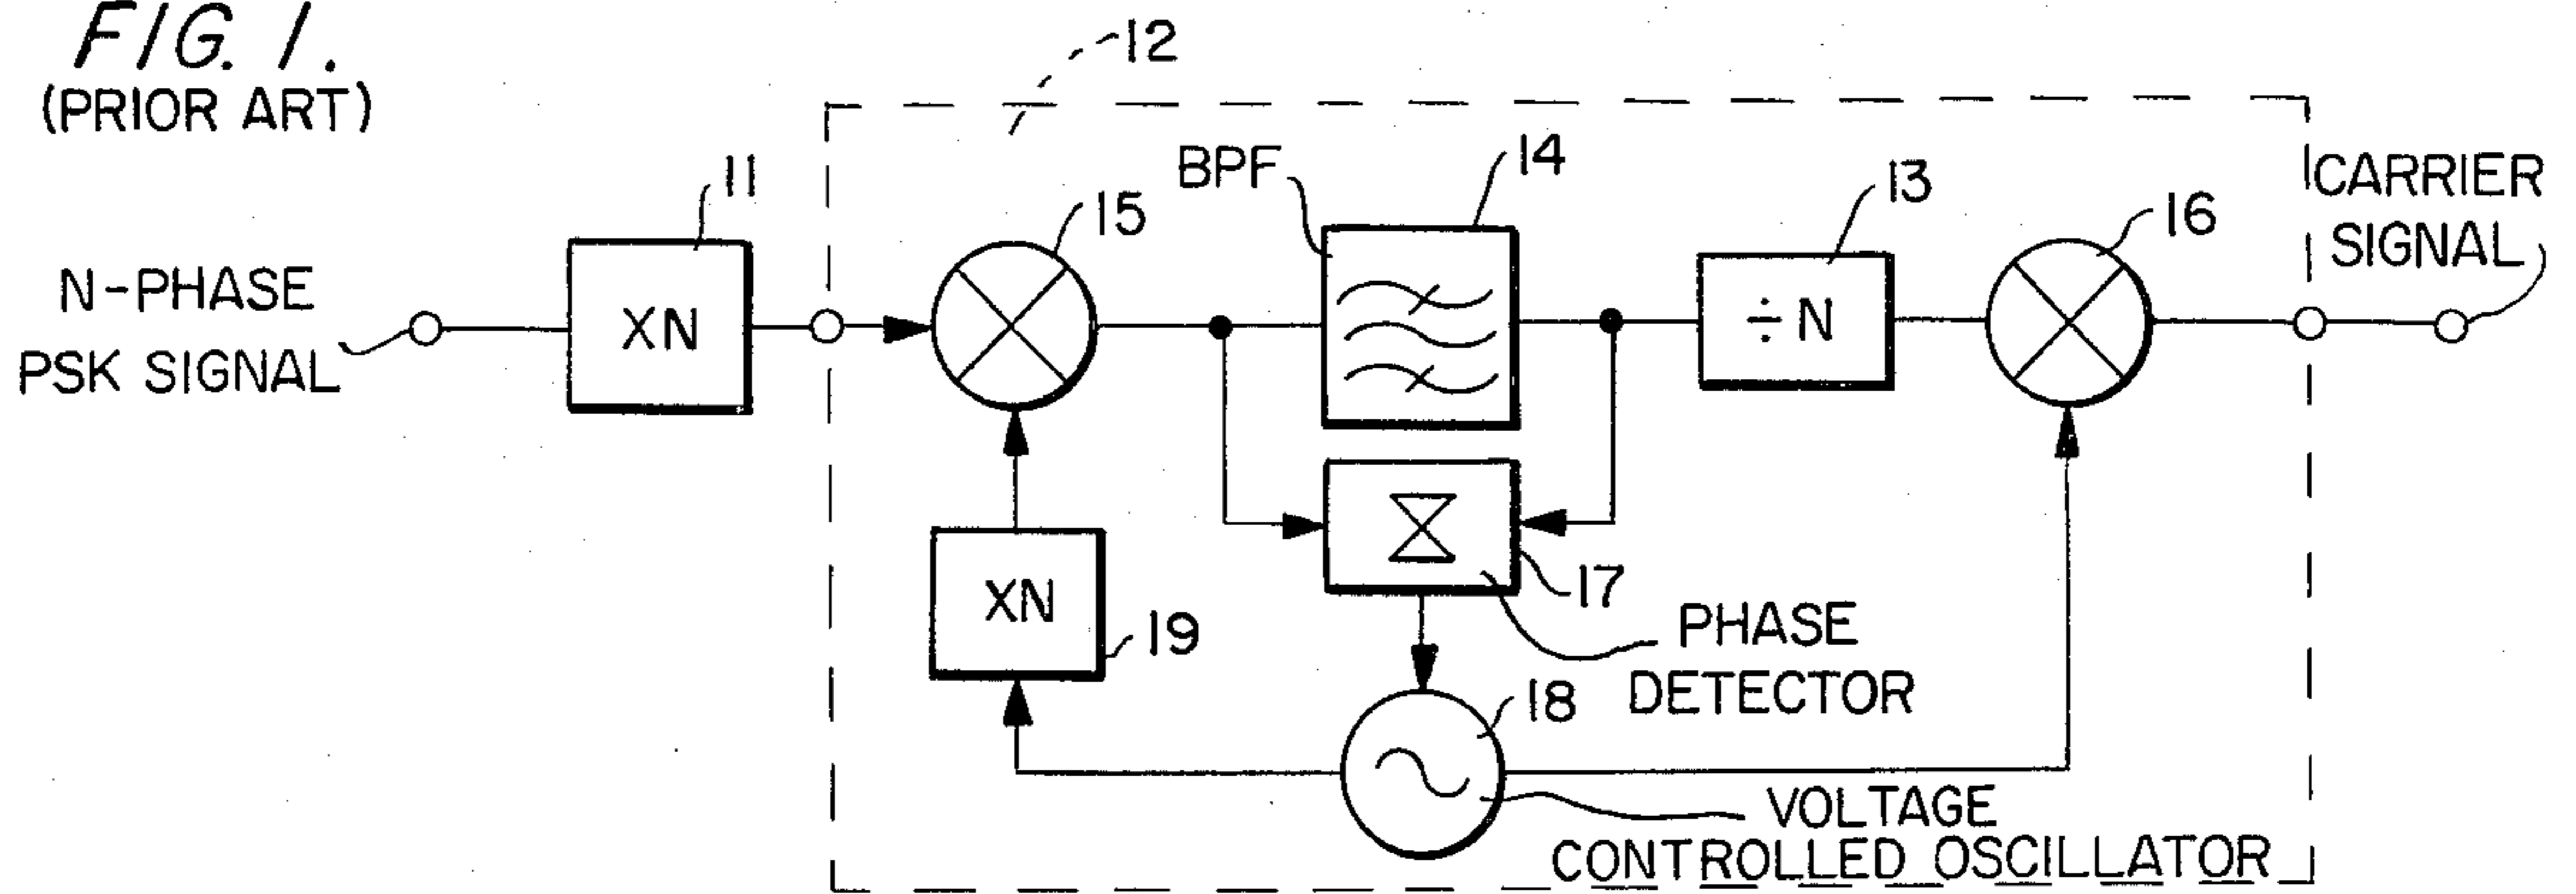 FIG. 1.
(PRIOR ART)
12
11
N-PHASE
PSK SIGNAL
XN
15
BPF
14
13
÷N
16
CARRIER
SIGNAL
XN
19
17
PHASE
DETECTOR
18
VOLTAGE
CONTROLLED OSCILLATOR